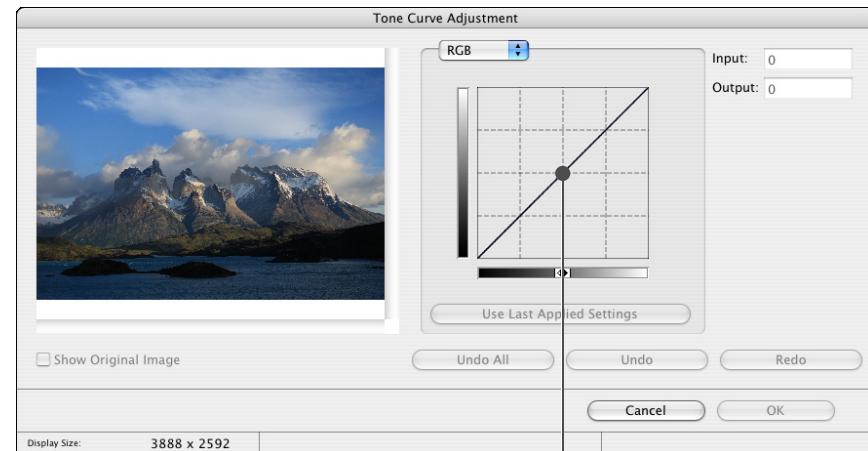 Tone Curve Adjustment
RGB
Input: 0
Output: 0
Use Last Applied Settings
Show Original Image
Undo All
Undo
Redo
Cancel
OK
Display Size: 3888 x 2592